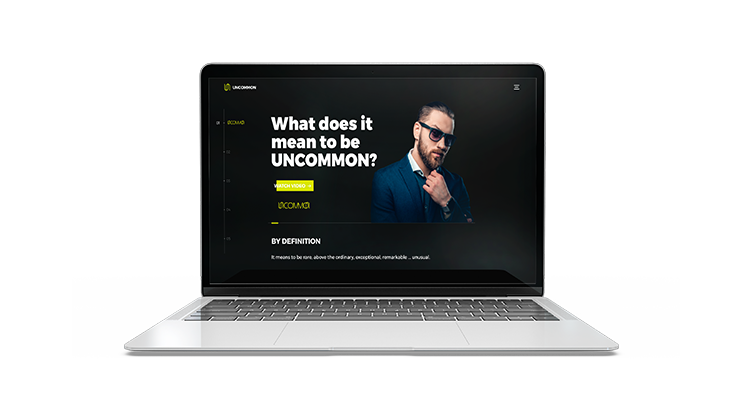 UNCOMMON
UNCOMMON
What does it
mean to be
UNCOMMON?
WATCH VIDEO →
UNCOMMON
BY DEFINITION
It means to be rare, above the ordinary, exceptional, remarkable ... unusual.